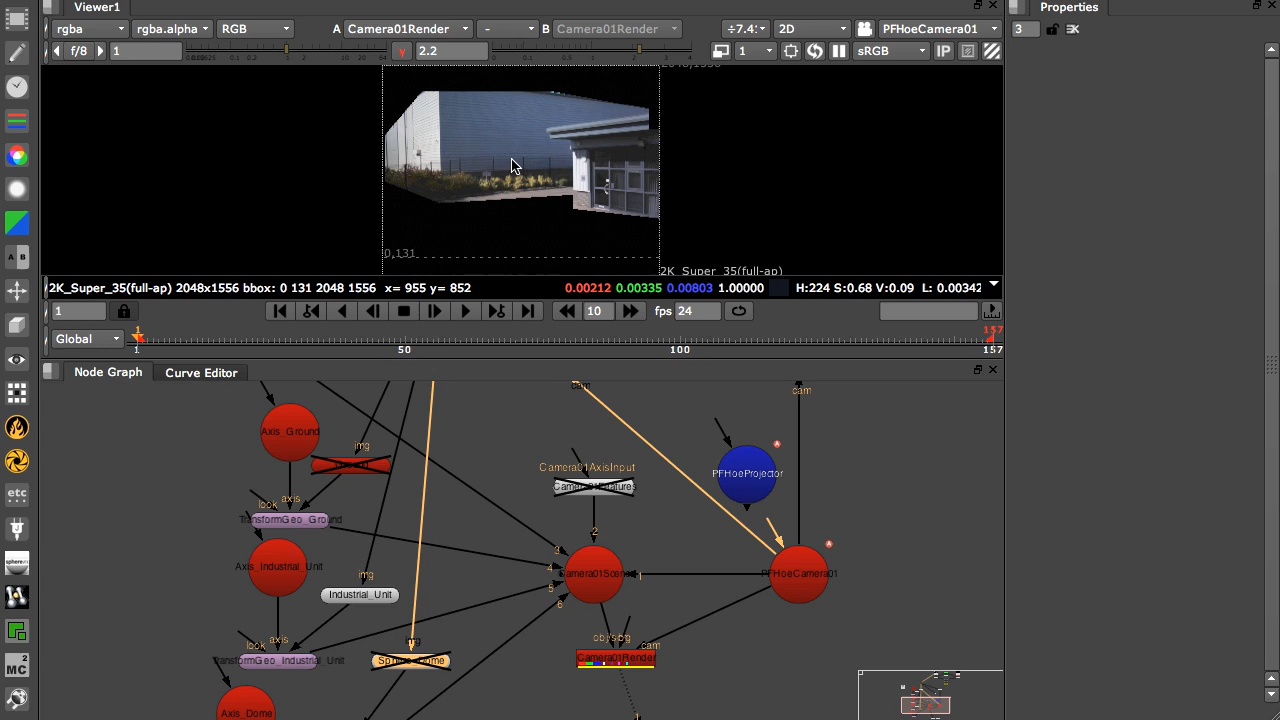 Viewer1
Properties
rgba
rgba.alpha
RGB
A
Camera01Render
-
B
Camera01Render
2D
PFHoeCamera01
f/8
1
γ
2.2
1
sRGB
IP
3
0,131
2K_Super_35(full-ap)
2K_Super_35(full-ap) 2048x1556 bbox: 0 131 2048 1556 x= 955 y= 852
0.00212 0.00335 0.00803 1.00000
H:224 S:0.68 V:0.09 L: 0.00342
1
10
fps
24
Global
1
1
50
100
157
157
Node Graph
Curve Editor
cam
cam
Axis_Ground
img
Camera01AxisInput
PFHoeProjector
look
axis
TransformGeo_Ground
2
3
4
5
6
1
Axis_Industrial_Unit
Camera01Scene
PFHoeCamera01
img
Industrial_Unit
look
axis
TransformGeo_Industrial_Unit
img
obj/scn
bg
cam
Camera01Render
Axis_Dome
A B
etc
MC
2